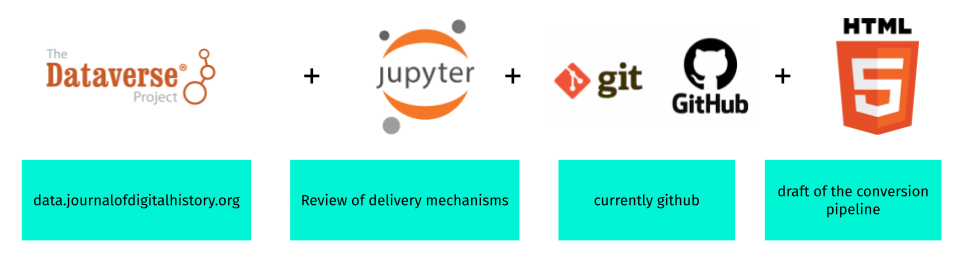 The
Dataverse®
Project
+
jupyter
+
git
GitHub
+
HTML
5
data.journalofdigitalhistory.org
Review of delivery mechanisms
currently github
draft of the conversion
pipeline